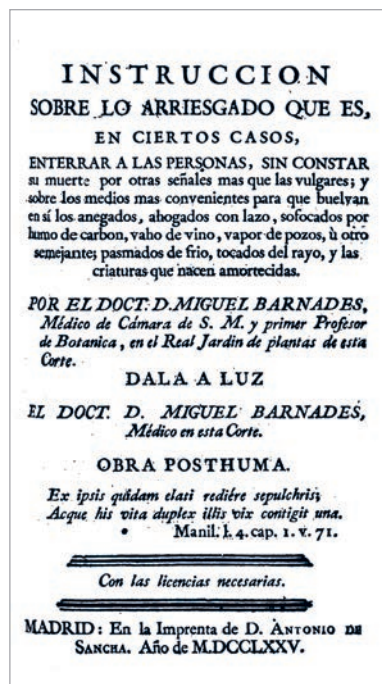 INSTRUCCION
SOBRE LO ARRIESGADO QUE ES,
EN CIERTOS CASOS,
ENTERRAR A LAS PERSONAS, SIN CONSTAR
su muerte por otras señales mas que las vulgares; y
sobre los medios mas convenientes para que buelvan
en sí los anegados, abogados con lazo, sofocados por
humo de carbon, vaho de vino, vapor de pozos, ù otro
semejante; pasmados de frio, tocados del rayo, y las
criaturas que nacen amortecidas.
POR EL DOCT. D. MIGUEL BARNADES,
Médico de Cámara de S. M. y primer Profesor
de Botanica, en el Real Jardin de plantas de esta
Corte.
DALA A LUZ
EL DOCT. D. MIGUEL BARNADES,
Médico en esta Corte.
OBRA POSTHUMA.
Ex ipsis quidam elati rediére sepulchris;
Acque his vita duplex illis vix contigit una.
Manil. l. 4. cap. 1. v. 71.
Con las licencias necesarias.
MADRID: En la Imprenta de D. ANTONIO DE
SANCHA. Año de M.DCCLXXV.